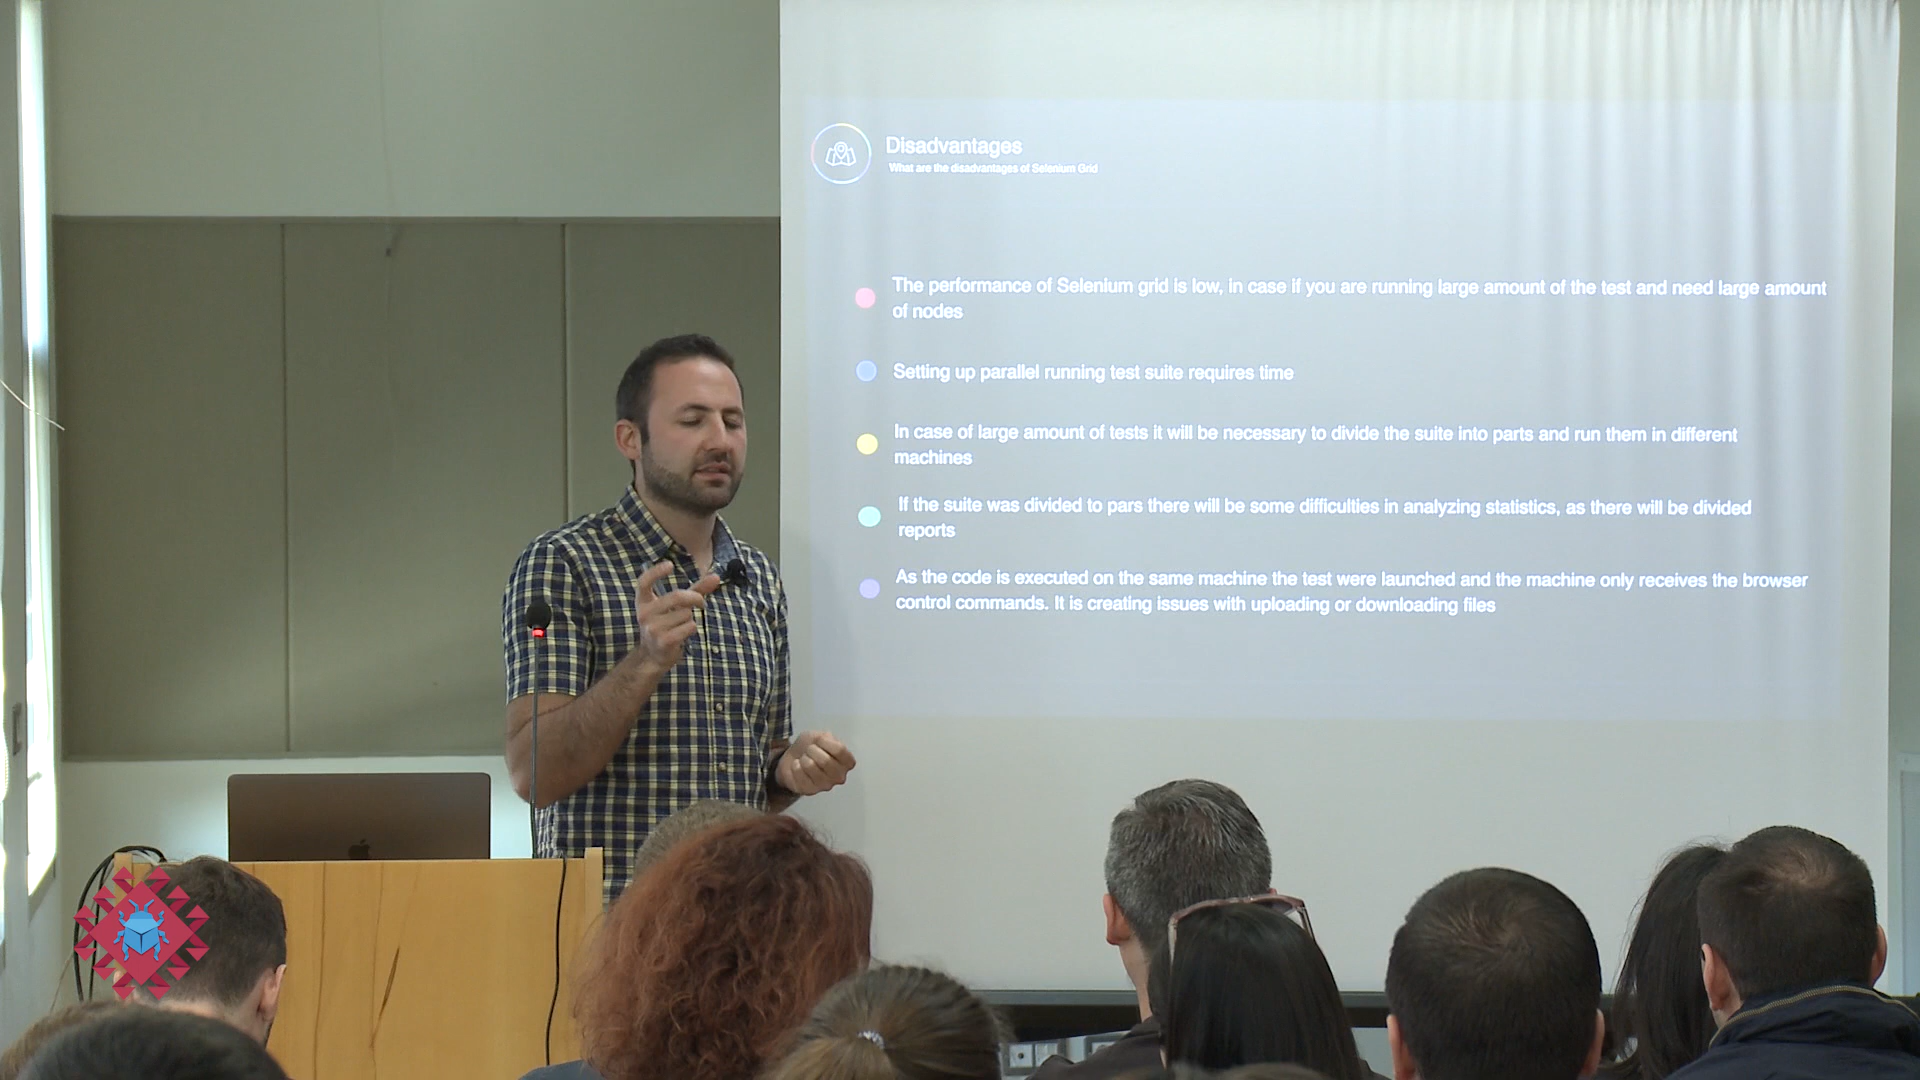 Disadvantages
What are the disadvantages of Selenium Grid
The performance of Selenium grid is low, in case if you are running large amount of the test and need large amount
of nodes
Setting up parallel running test suite requires time
In case of large amount of tests it will be necessary to divide the suite into parts and run them in different
machines
If the suite was divided to pars there will be some difficulties in analyzing statistics, as there will be divided
reports
As the code is executed on the same machine the test were launched and the machine only receives the browser
control commands. It is creating issues with uploading or downloading files